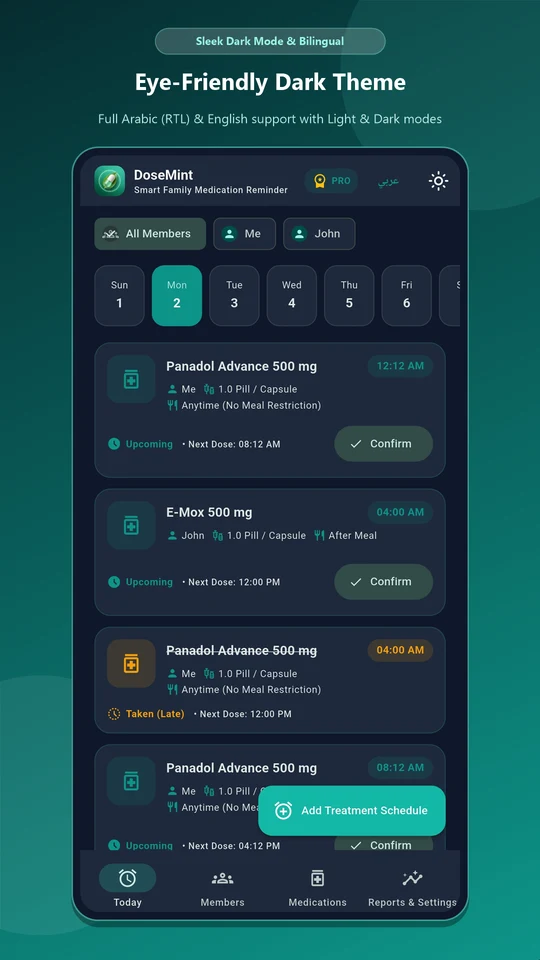 Sleek Dark Mode & Bilingual
Eye-Friendly Dark Theme
Full Arabic (RTL) & English support with Light & Dark modes
DoseMint
Smart Family Medication Reminder
PRO
عربي
All Members
Me
John
Sun
1
Mon
2
Tue
3
Wed
4
Thu
5
Fri
6
S
Panadol Advance 500 mg
12:12 AM
Me 1.0 Pill / Capsule
Anytime (No Meal Restriction)
Upcoming • Next Dose: 08:12 AM
Confirm
E-Mox 500 mg
04:00 AM
John 1.0 Pill / Capsule After Meal
Upcoming • Next Dose: 12:00 PM
Confirm
Panadol Advance 500 mg
04:00 AM
Me 1.0 Pill / Capsule
Anytime (No Meal Restriction)
Taken (Late) • Next Dose: 12:00 PM
Panadol Advance 500 mg
08:12 AM
Me 1.0 Pill /
Anytime (No Mea
Add Treatment Schedule
Upcoming • Next Dose: 04:12 PM
Confirm
Today
Members
Medications
Reports & Settings